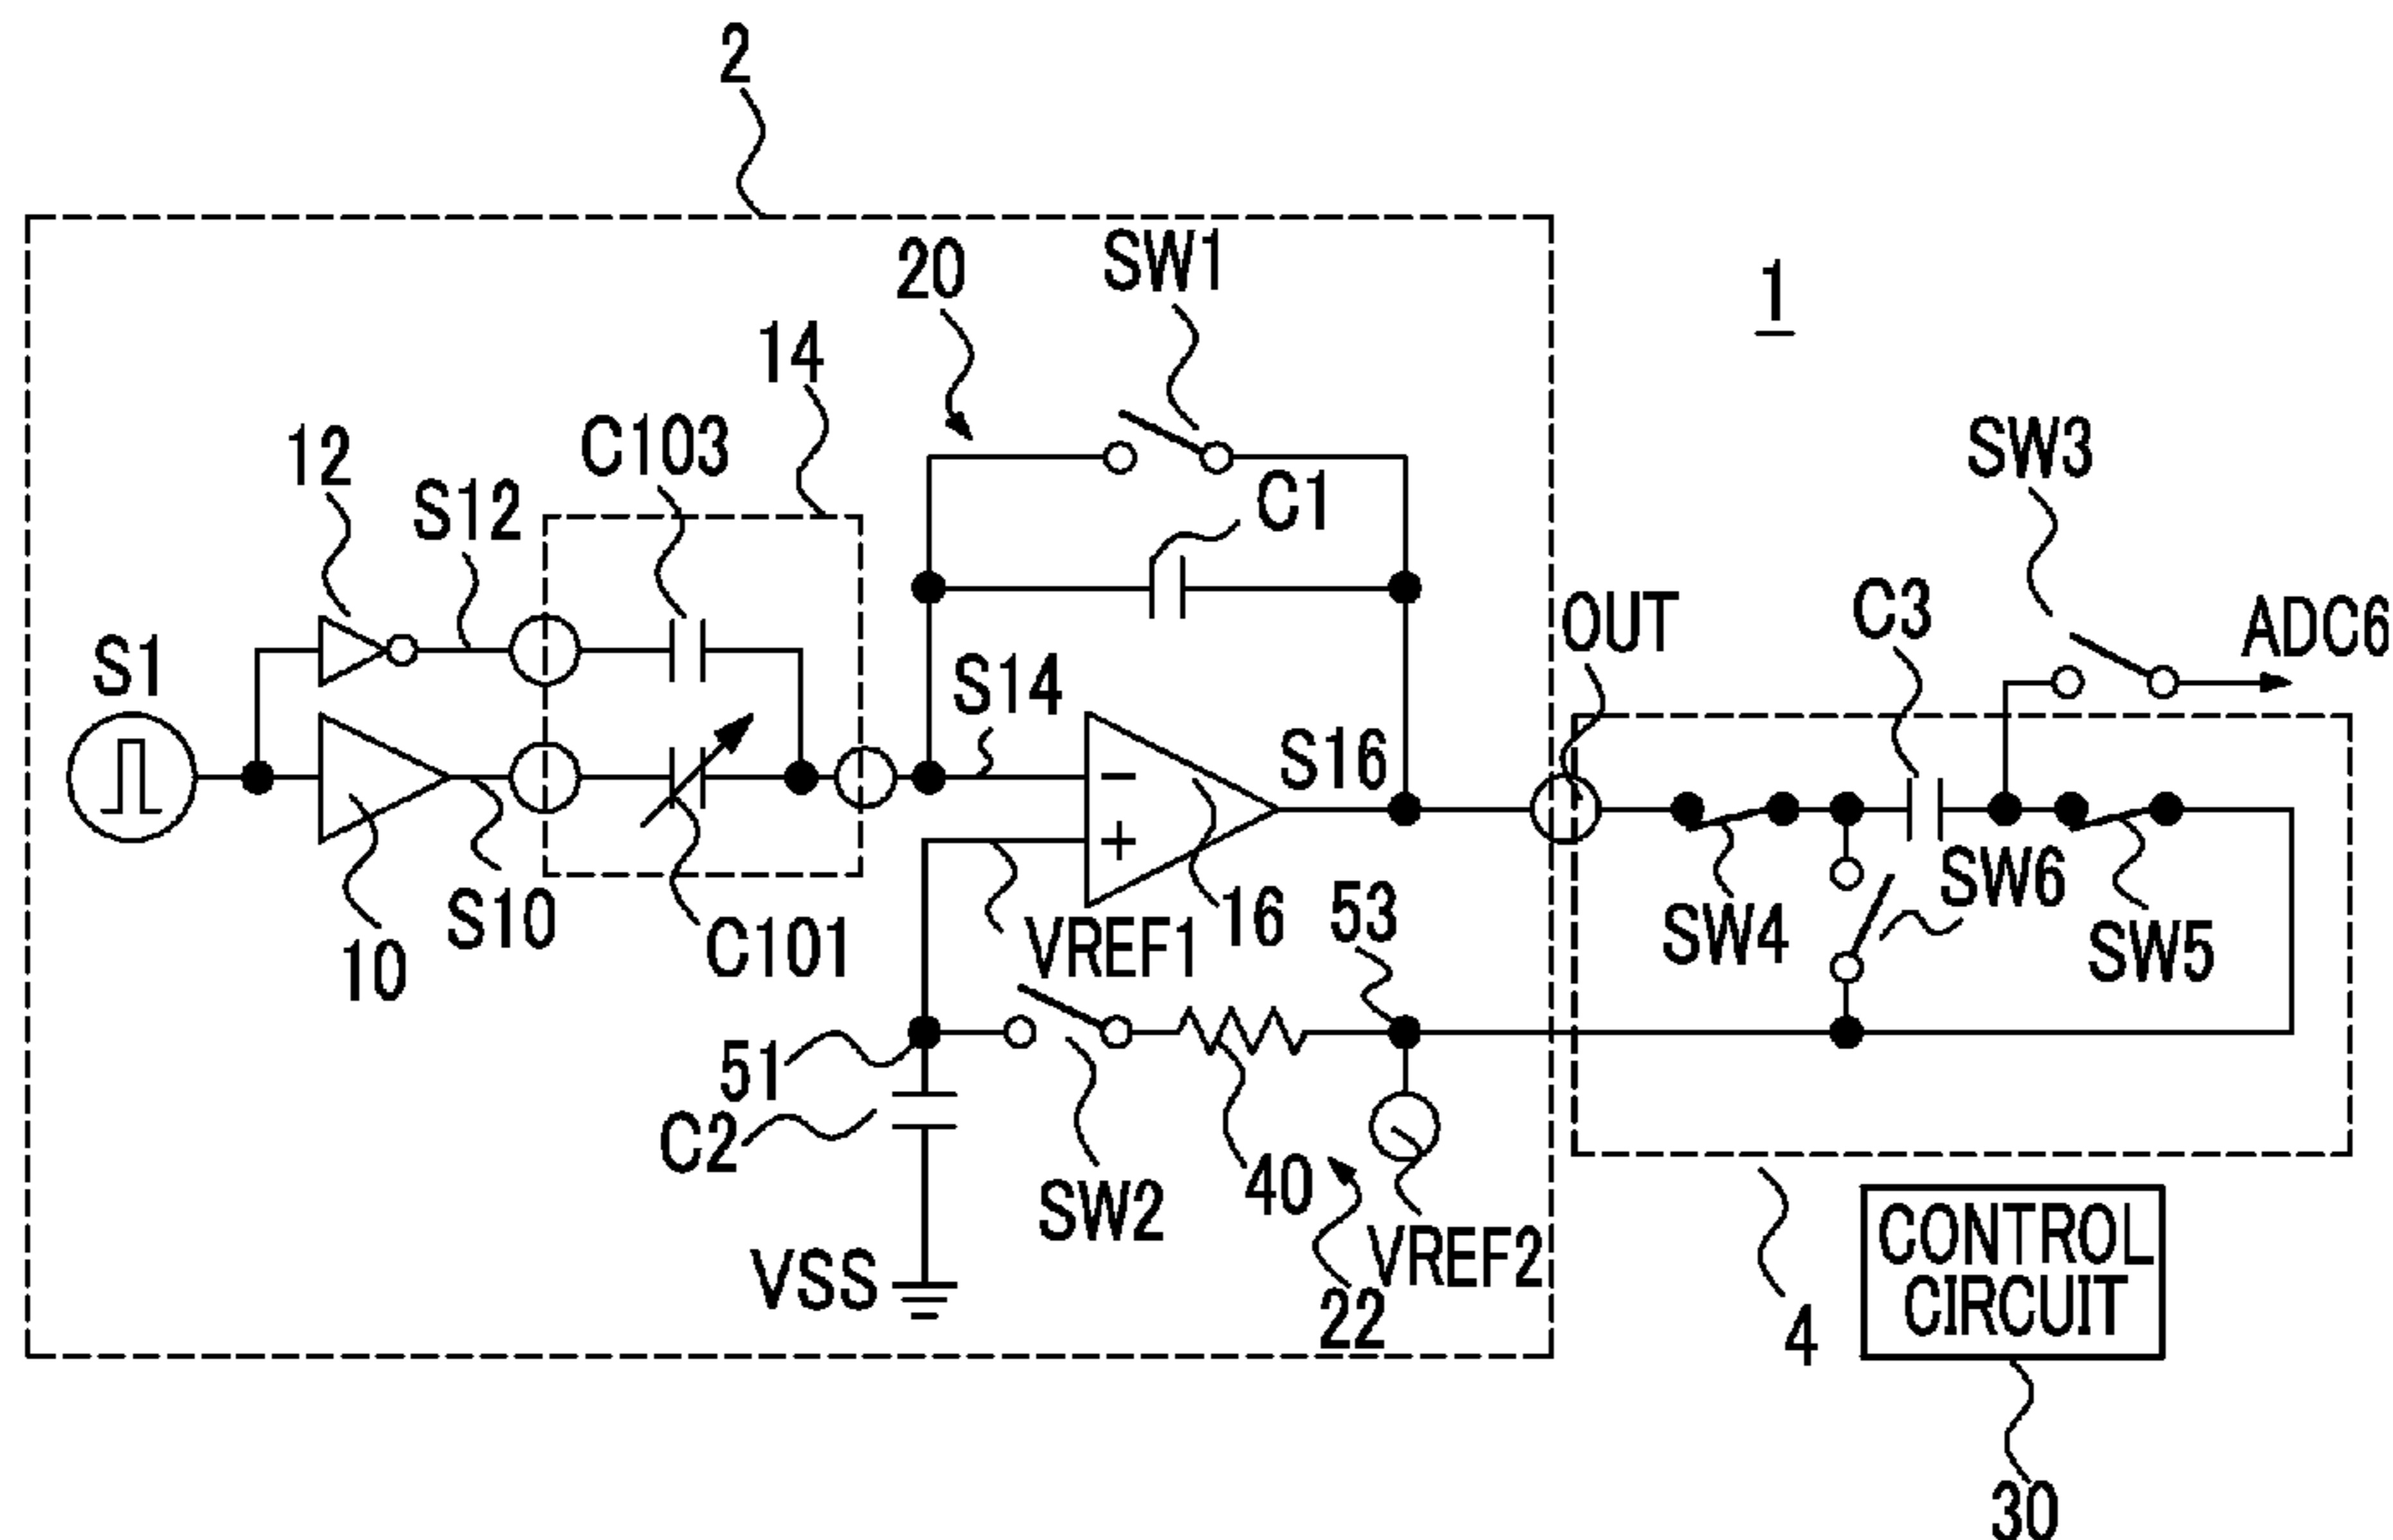 2
20
SW1
1
14
12
C103
S12
C1
SW3
S1
S14
OUT
C3
ADC6
S16
10
S10
C101
VREF1
16
53
SW4
SW6
SW5
51
C2
SW2
40
VREF2
VSS
22
4
CONTROL
CIRCUIT
30